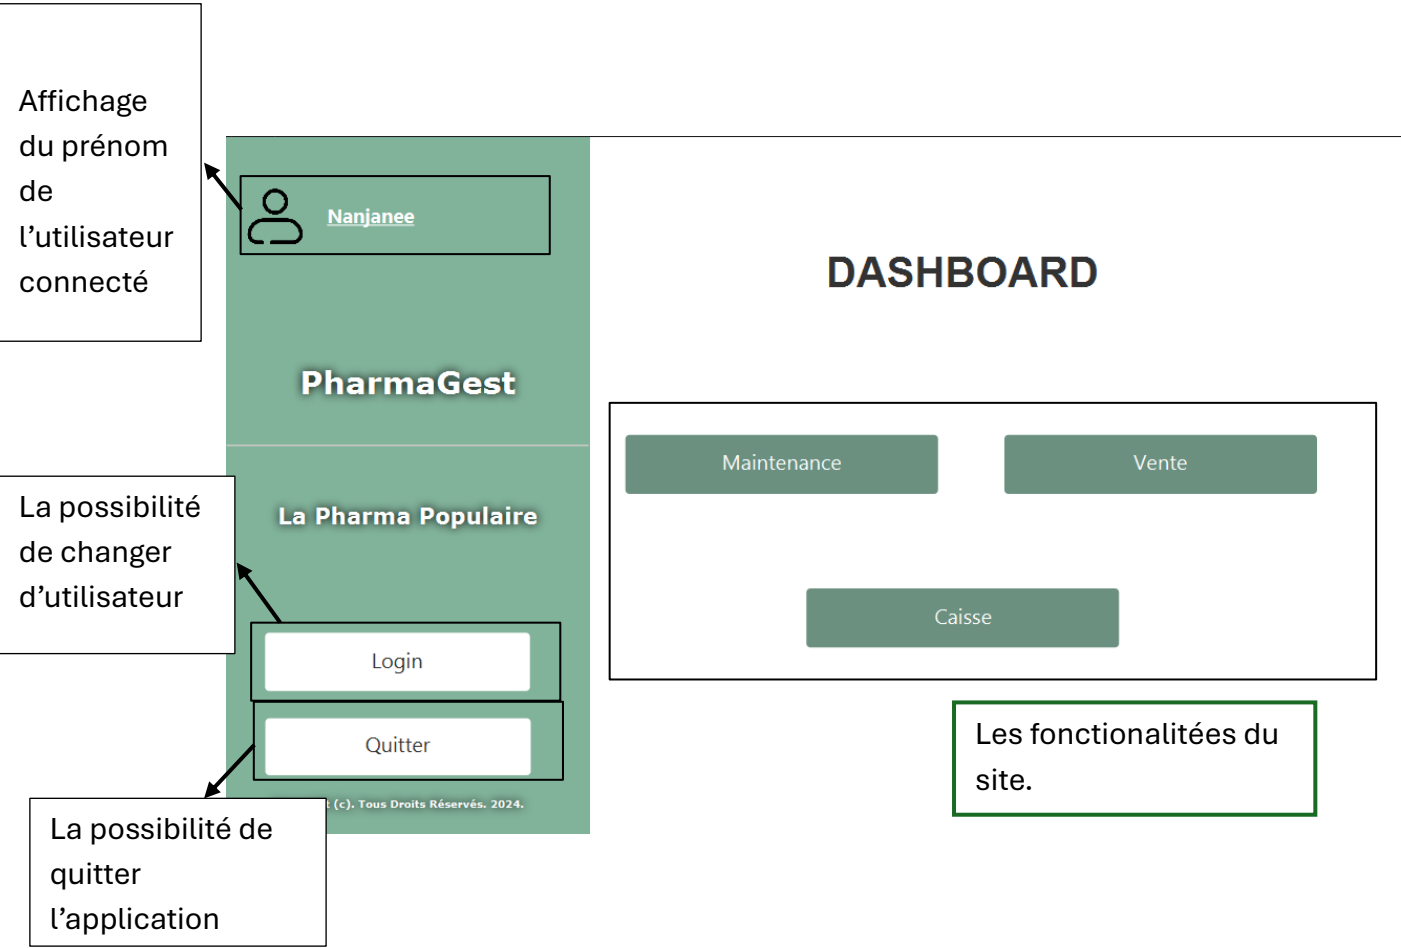 Affichage
du prénom
de
l’utilisateur
connecté
Nanjanee
DASHBOARD
PharmaGest
Maintenance
Vente
La possibilité
de changer
d’utilisateur
La Pharma Populaire
Caisse
Login
Quitter
Les fonctionalitées du
site.
(c). Tous Droits Réservés. 2024.
La possibilité de
quitter
l’application